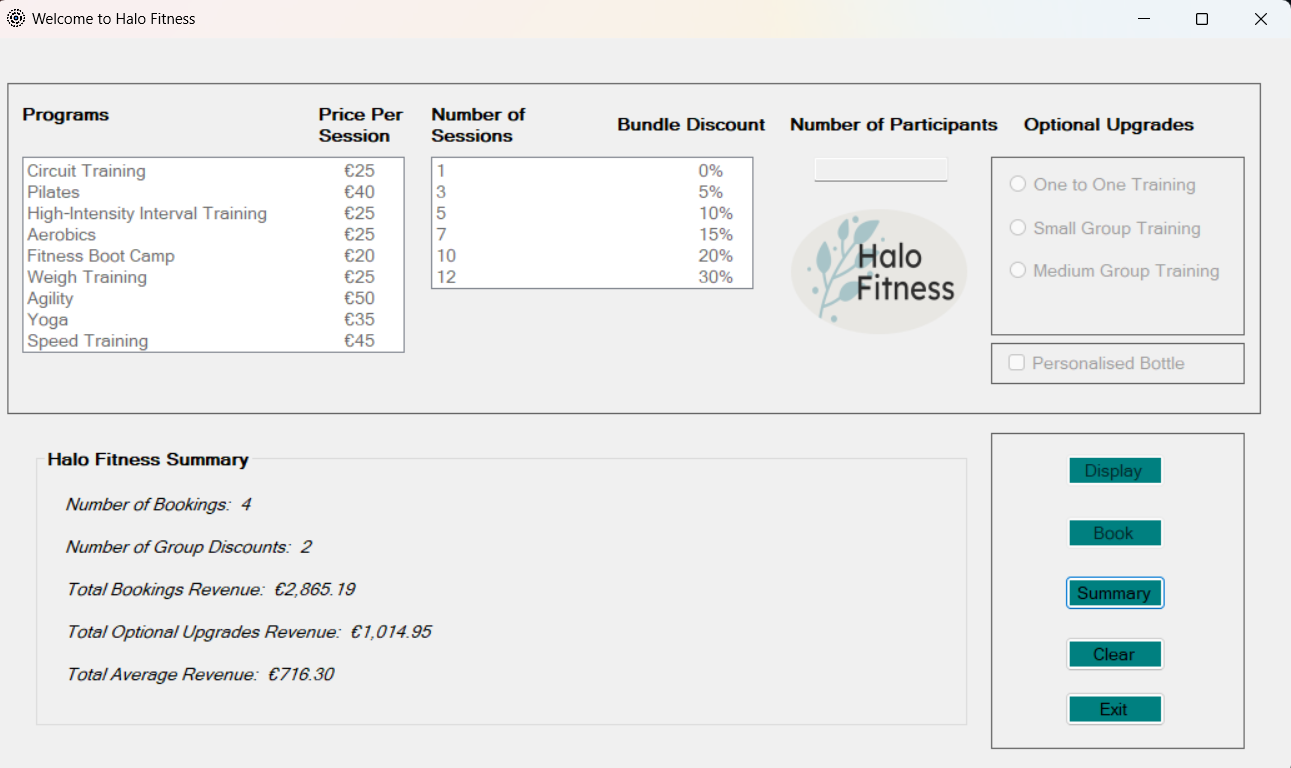 Welcome to Halo Fitness
Programs
Price Per
Session
Number of
Sessions
Bundle Discount
Number of Participants
Optional Upgrades
Circuit Training €25
Pilates €40
High-Intensity Interval Training €25
Aerobics €25
Fitness Boot Camp €20
Weigh Training €25
Agility €50
Yoga €35
Speed Training €45
1 0%
3 5%
5 10%
7 15%
10 20%
12 30%
Halo
Fitness
One to One Training
Small Group Training
Medium Group Training
Personalised Bottle
Halo Fitness Summary
Number of Bookings: 4
Number of Group Discounts: 2
Total Bookings Revenue: €2,865.19
Total Optional Upgrades Revenue: €1,014.95
Total Average Revenue: €716.30
Display
Book
Summary
Clear
Exit